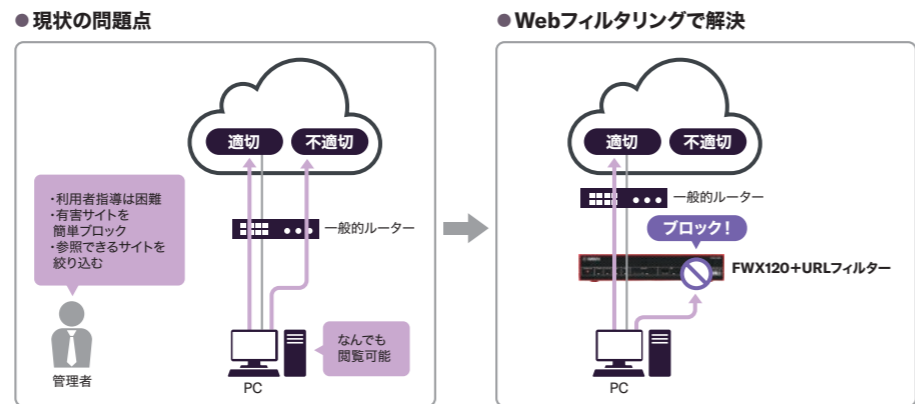 ●現状の問題点
適切
不適切
・利用者指導は困難
・有害サイトを
簡単ブロック
・参照できるサイトを
絞り込む
一般的ルーター
管理者
PC
なんでも
閲覧可能
●Webフィルタリングで解決
適切
不適切
一般的ルーター
ブロック!
FWX120+URLフィルター
PC